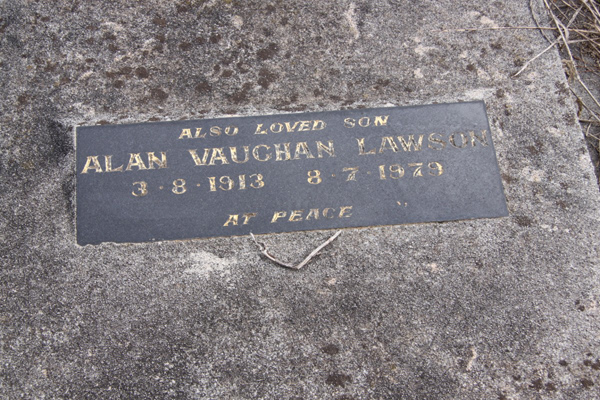 ALSO LOVED SON
ALAN VAUGHAN LAWSON
3·8·1913 8·7·1979
AT PEACE